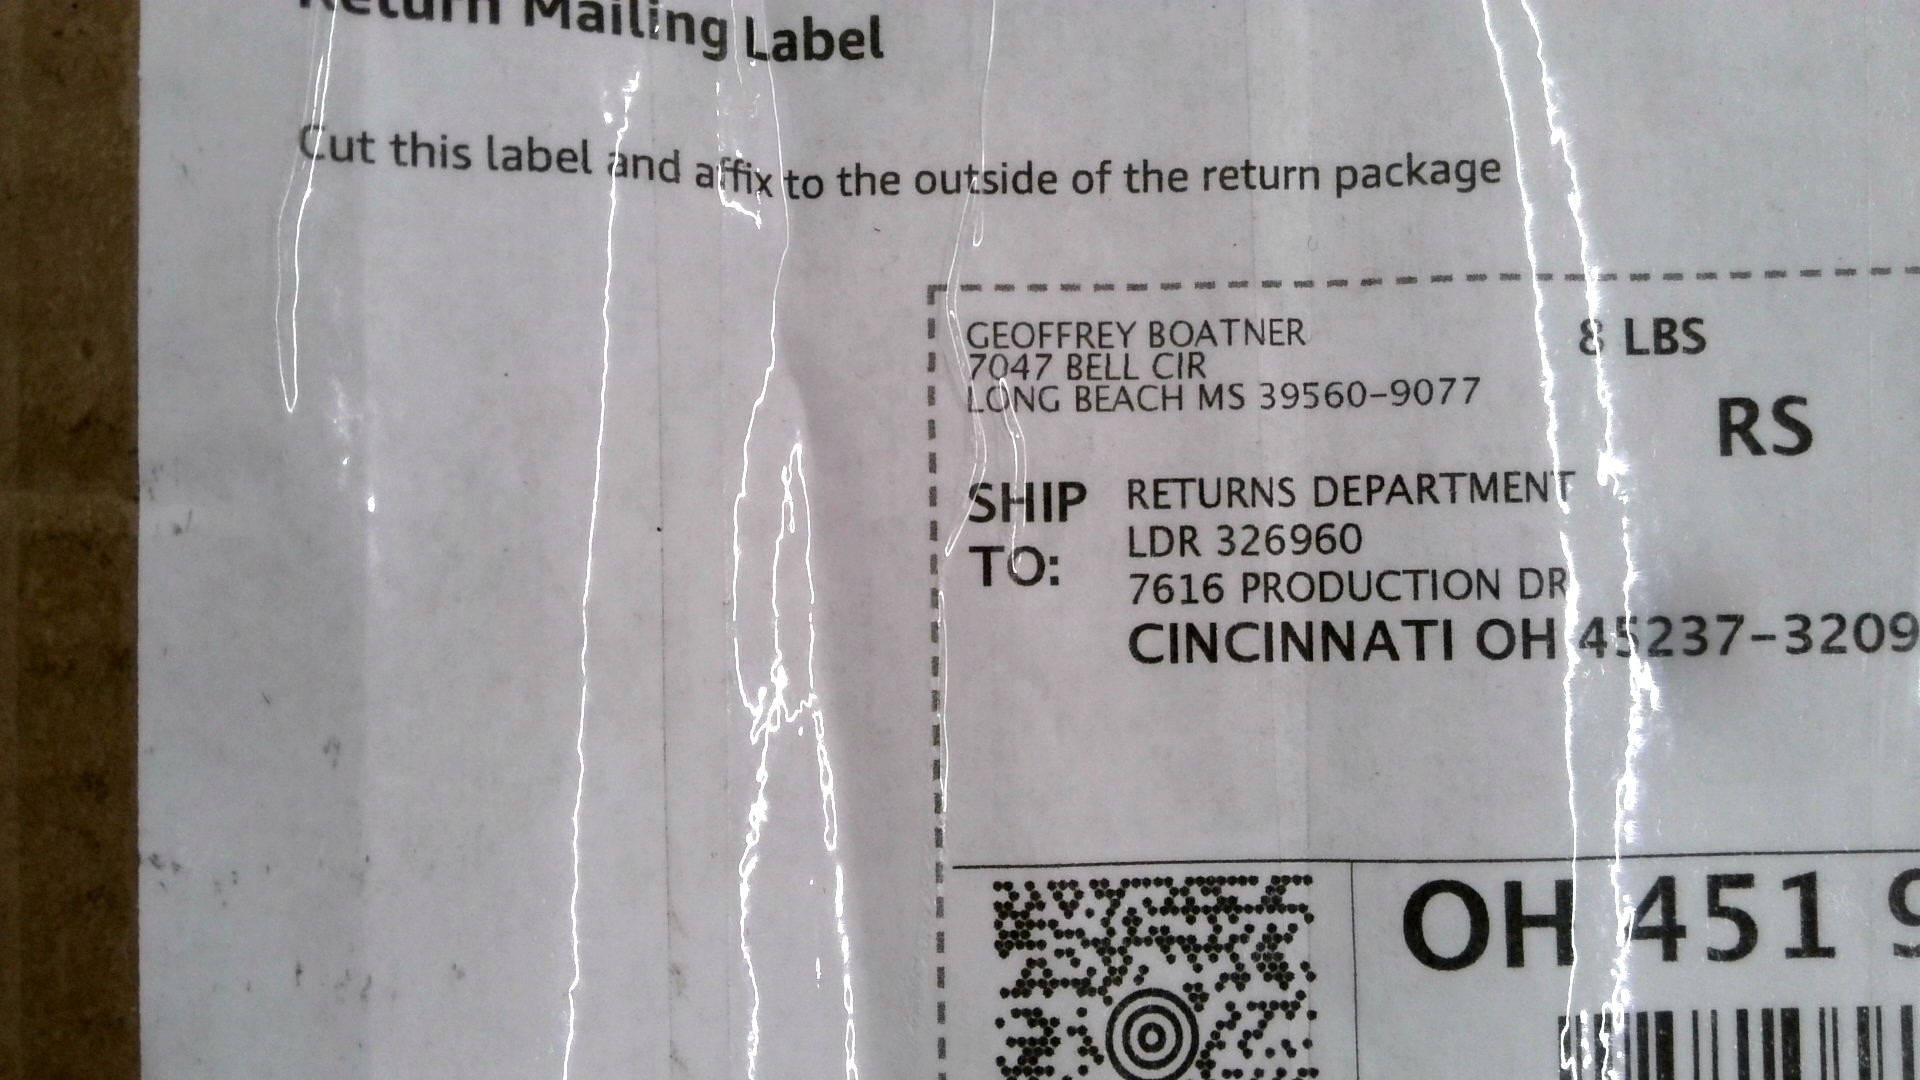 Return Mailing Label
Cut this label and affix to the outside of the return package
GEOFFREY BOATNER
7047 BELL CIR
LONG BEACH MS 39560-9077
8 LBS
RS
SHIP TO:
RETURNS DEPARTMENT
LDR 326960
7616 PRODUCTION DR
CINCINNATI OH 45237-3209
OH 451 9